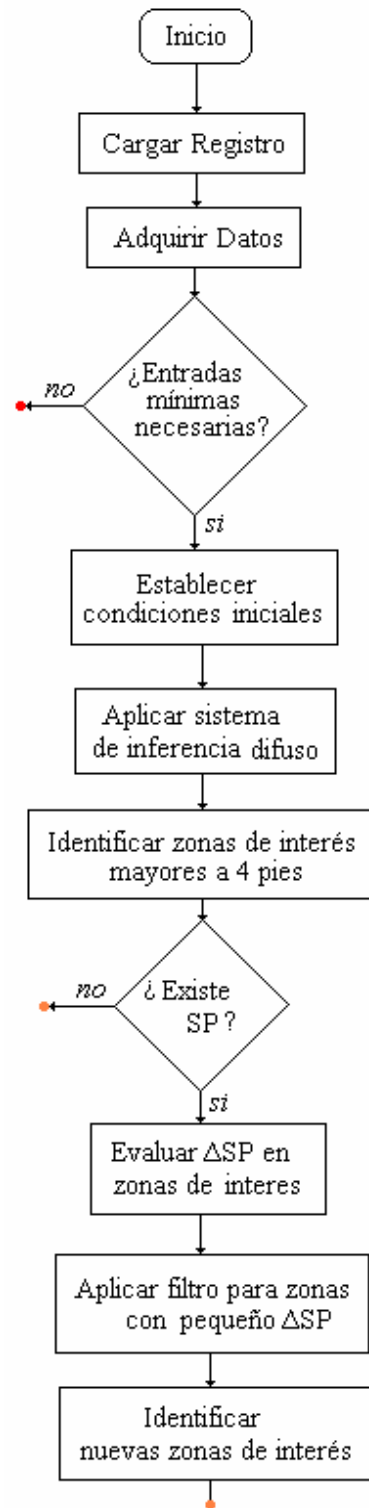 Inicio
Cargar Registro
Adquirir Datos
¿Entradas
mínimas
necesarias?
no
si
Establecer
condiciones iniciales
Aplicar sistema
de inferencia difuso
Identificar zonas de interés
mayores a 4 pies
¿ Existe
SP ?
no
si
Evaluar ΔSP en
zonas de interes
Aplicar filtro para zonas
con pequeño ΔSP
Identificar
nuevas zonas de interés